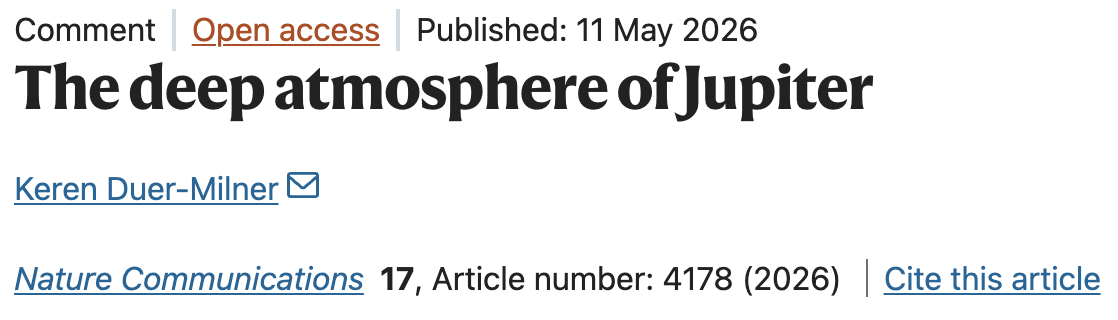 Comment | Open access | Published: 11 May 2026
The deep atmosphere of Jupiter
Keren Duer-Milner
Nature Communications 17, Article number: 4178 (2026) | Cite this article